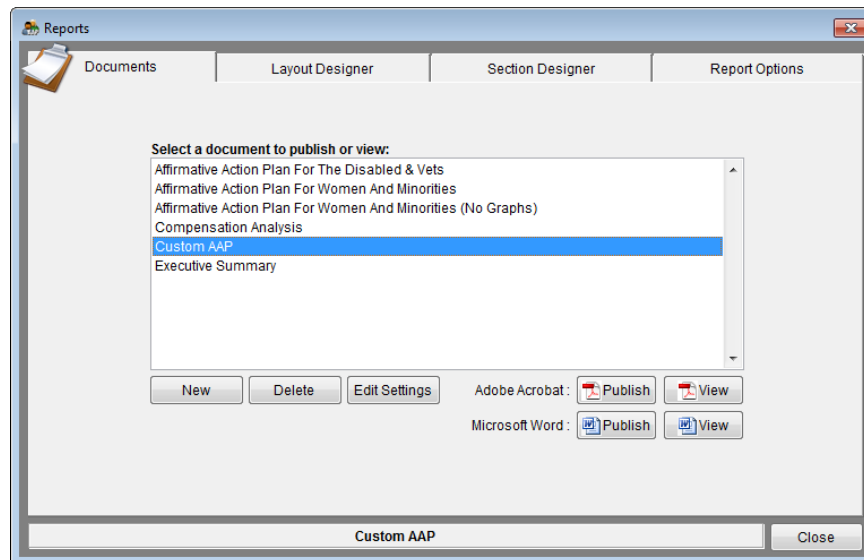 Reports
Documents Layout Designer Section Designer Report Options
Select a document to publish or view:
Affirmative Action Plan For The Disabled & Vets
Affirmative Action Plan For Women And Minorities
Affirmative Action Plan For Women And Minorities (No Graphs)
Compensation Analysis
Custom AAP
Executive Summary
New Delete Edit Settings Adobe Acrobat : Publish View
Microsoft Word : Publish View
Custom AAP Close